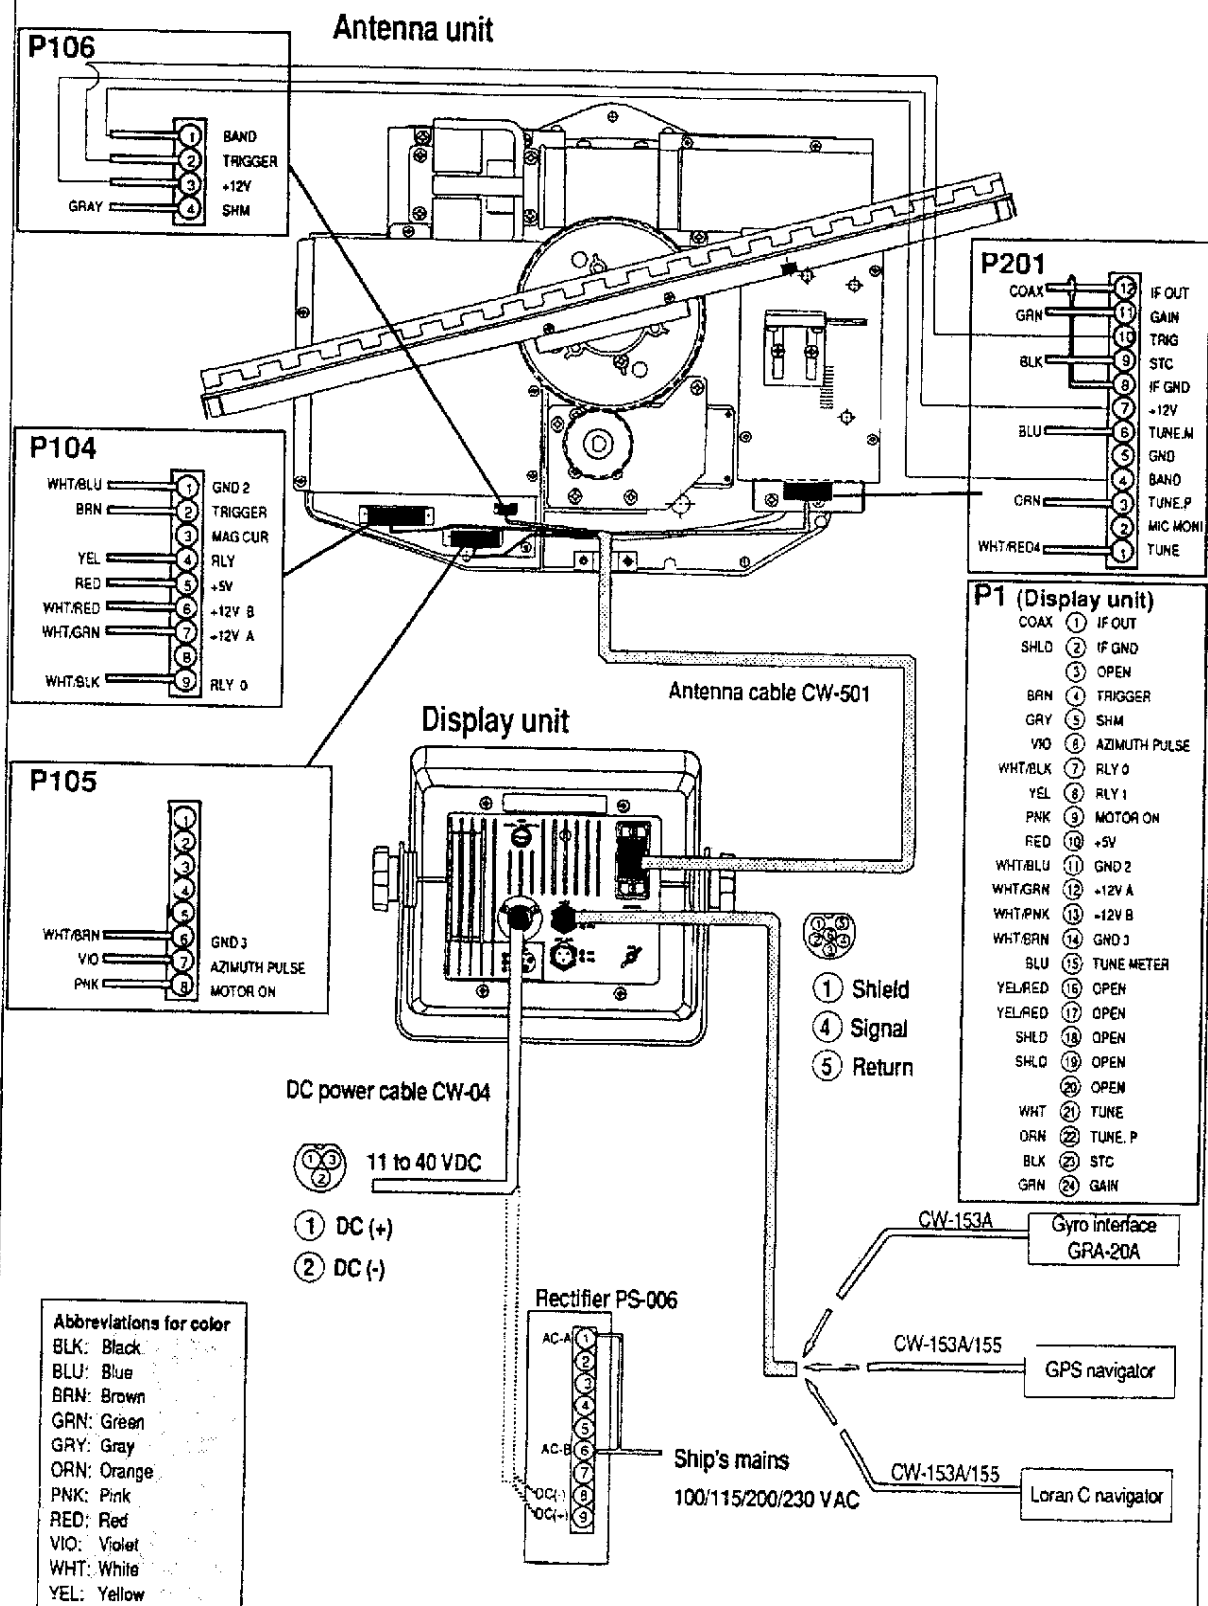 Antenna unit
P106
1 BAND
2 TRIGGER
3 +12V
GRAY 4 SHM
P201
COAX 12 IF OUT
GRN 11 GAIN
10 TRIG
BLK 9 STC
8 IF GND
7 +12V
BLU 6 TUNE.M
5 GND
4 BAND
ORN 3 TUNE.P
2 MIC MONI
WHT/RED4 1 TUNE
P104
WHT/BLU 1 GND 2
BRN 2 TRIGGER
3 MAG CUR
YEL 4 RLY
RED 5 +5V
WHT/RED 6 +12V B
WHT/GRN 7 +12V A
8
WHT/BLK 9 RLY 0
P1 (Display unit)
COAX 1 IF OUT
SHLD 2 IF GND
3 OPEN
BRN 4 TRIGGER
GRY 5 SHM
VIO 6 AZIMUTH PULSE
WHT/BLK 7 RLY 0
YEL 8 RLY 1
PNK 9 MOTOR ON
RED 10 +5V
WHT/BLU 11 GND 2
WHT/GRN 12 +12V A
WHT/PNK 13 +12V B
WHT/BRN 14 GND 3
BLU 15 TUNE METER
YEL/RED 16 OPEN
YEL/RED 17 OPEN
SHLD 18 OPEN
SHLD 19 OPEN
20 OPEN
WHT 21 TUNE
ORN 22 TUNE. P
BLK 23 STC
GRN 24 GAIN
Antenna cable CW-501
Display unit
P105
1
2
3
4
5
WHT/BRN 6 GND 3
VIO 7 AZIMUTH PULSE
PNK 8 MOTOR ON
1 5
2 6 4
3
1 Shield
4 Signal
5 Return
DC power cable CW-04
1 3
2
11 to 40 VDC
1 DC (+)
2 DC (-)
Rectifier PS-006
AC-A 1
2
3
4
5
AC-B 6
7
DC(-) 8
DC(+) 9
Ship's mains
100/115/200/230 VAC
CW-153A
Gyro interface
GRA-20A
CW-153A/155
GPS navigator
CW-153A/155
Loran C navigator
Abbreviations for color
BLK: Black
BLU: Blue
BRN: Brown
GRN: Green
GRY: Gray
ORN: Orange
PNK: Pink
RED: Red
VIO: Violet
WHT: White
YEL: Yellow